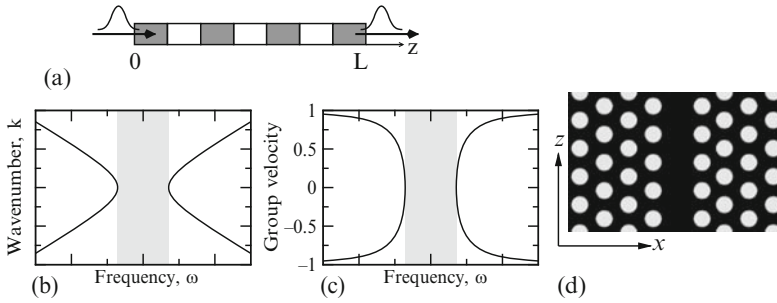 0
L
z
(a)
Wavenumber, k
(b)
Frequency, ω
Group velocity
1
0.5
0
−0.5
−1
(c)
Frequency, ω
z
x
(d)